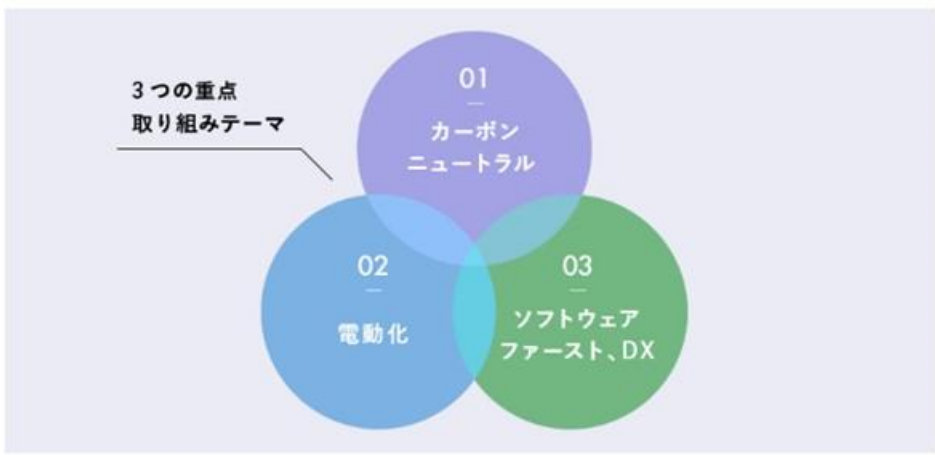 3つの重点
取り組みテーマ
01
カーボン
ニュートラル
02
電動化
03
ソフトウェア
ファースト、DX